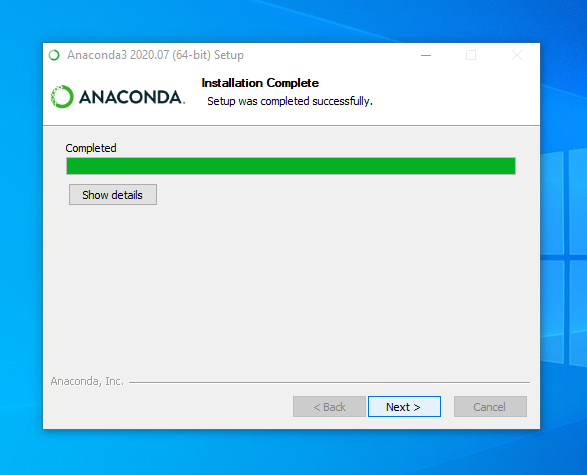 Anaconda3 2020.07 (64-bit) Setup
ANACONDA.
Installation Complete
Setup was completed successfully.
Completed
Show details
Anaconda, Inc.
< Back
Next >
Cancel